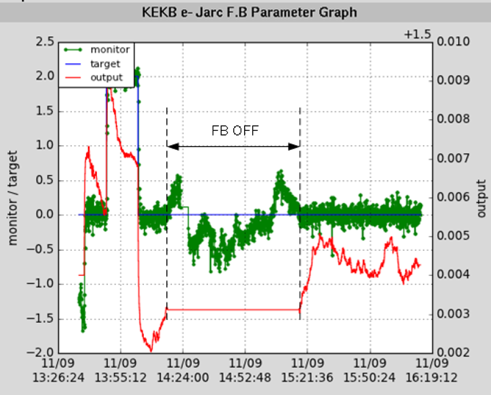 KEKB e- Jarc F.B Parameter Graph
+1.5
2.5
2.0
1.5
1.0
0.5
0.0
−0.5
−1.0
−1.5
−2.0
monitor / target
monitor
target
output
FB OFF
0.010
0.009
0.008
0.007
0.006
0.005
0.004
0.003
0.002
output
11/09 11/09 11/09 11/09 11/09 11/09 11/09
13:26:24 13:55:12 14:24:00 14:52:48 15:21:36 15:50:24 16:19:12